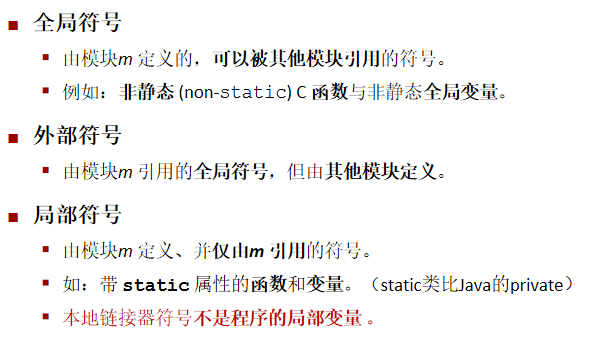 全局符号
由模块m 定义的，可以被其他模块引用的符号。
例如：非静态 (non-static) C 函数与非静态全局变量。
外部符号
由模块m 引用的全局符号，但由其他模块定义。
局部符号
由模块m 定义、并仅由m 引用的符号。
如：带 static 属性的函数和变量。（static类比Java的private）
本地链接器符号不是程序的局部变量 。